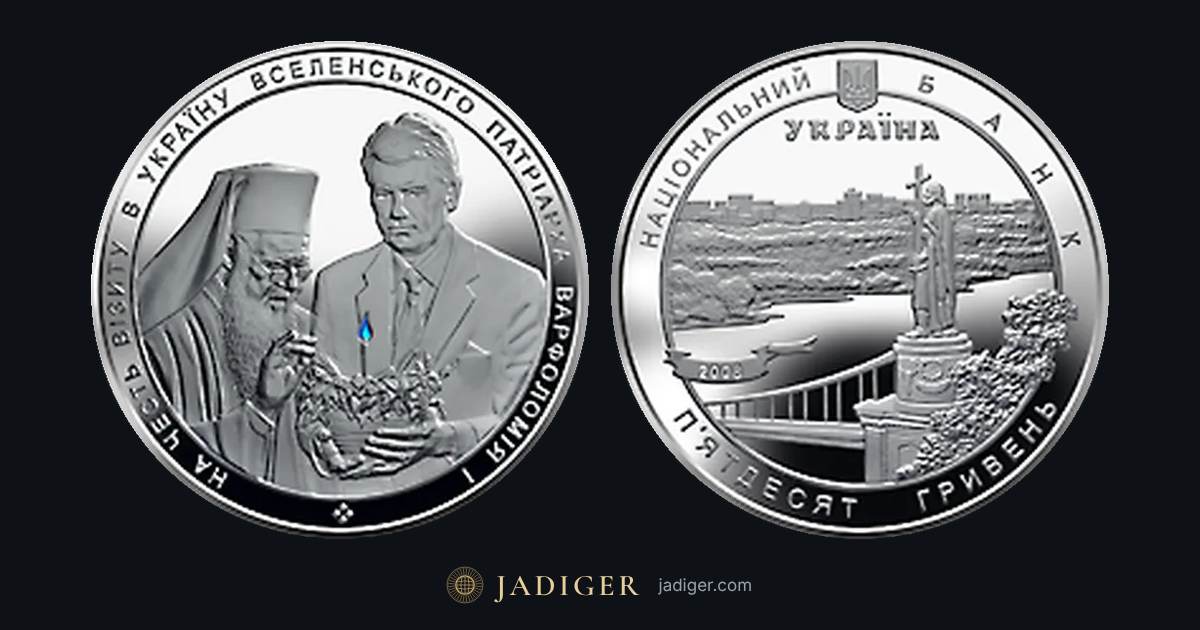 НА ЧЕСТЬ ВІЗИТУ В УКРАЇНУ ВСЕЛЕНСЬКОГО ПАТРІАРХА ВАРФОЛОМІЯ І
НАЦІОНАЛЬНИЙ БАНК
УКРАЇНА
2008
П'ЯТДЕСЯТ ГРИВЕНЬ
JADIGER jadiger.com